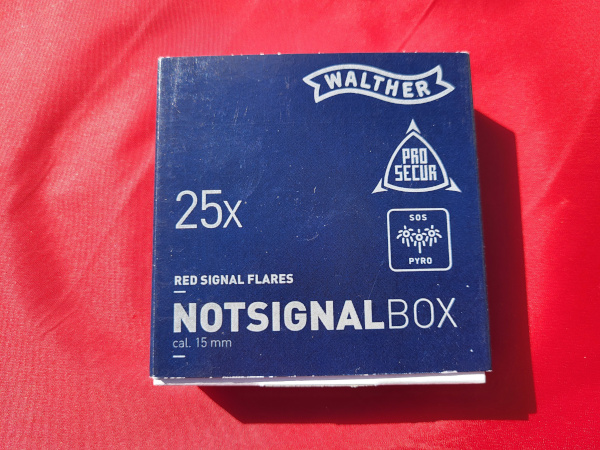 WALTHER
PRO
SECUR
25x
SOS
PYRO
RED SIGNAL FLARES
NOTSIGNALBOX
cal. 15 mm